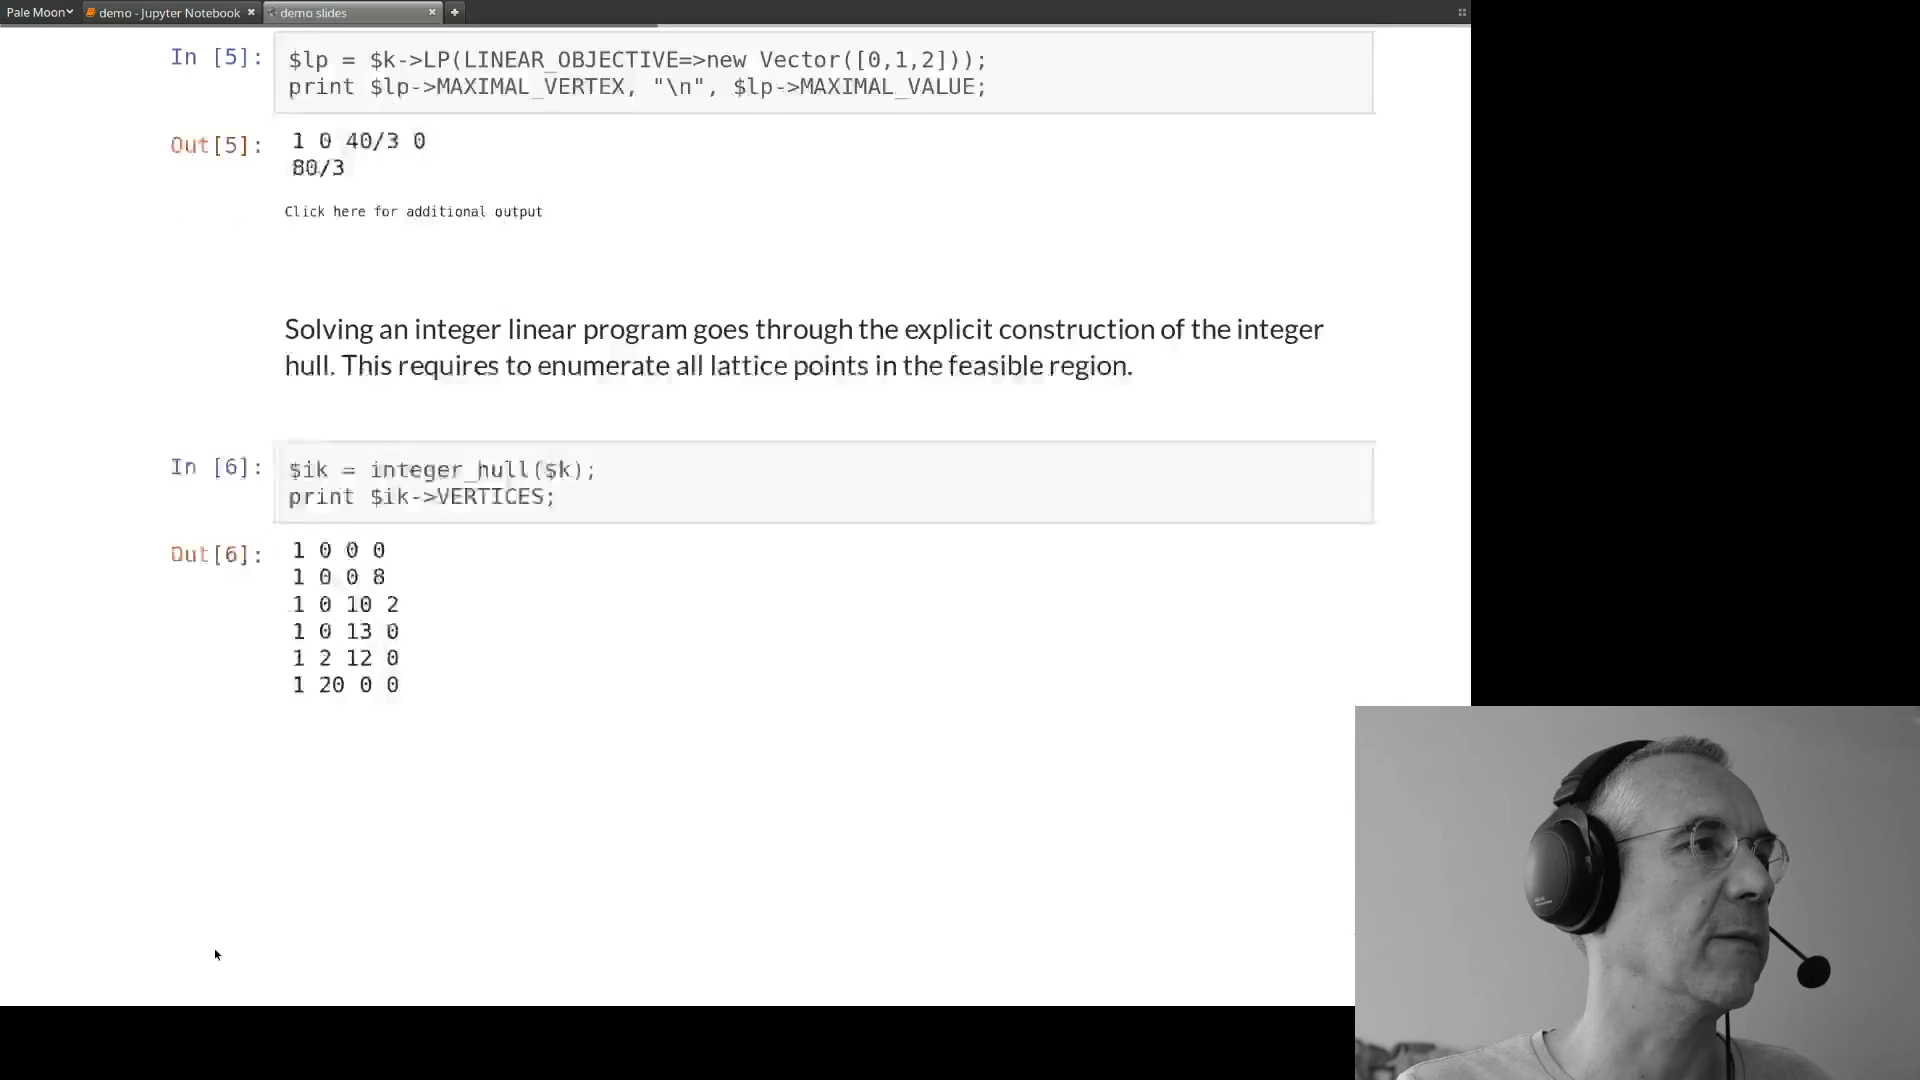 Pale Moon
demo - Jupyter Notebook
demo slides
In [5]:
$lp = $k->LP(LINEAR_OBJECTIVE=>new Vector([0,1,2]));
print $lp->MAXIMAL_VERTEX, "\n", $lp->MAXIMAL_VALUE;
Out[5]:
1 0 40/3 0
80/3
Click here for additional output
Solving an integer linear program goes through the explicit construction of the integer
hull. This requires to enumerate all lattice points in the feasible region.
In [6]:
$ik = integer_hull($k);
print $ik->VERTICES;
Out[6]:
1 0 0 0
1 0 0 8
1 0 10 2
1 0 13 0
1 2 12 0
1 20 0 0